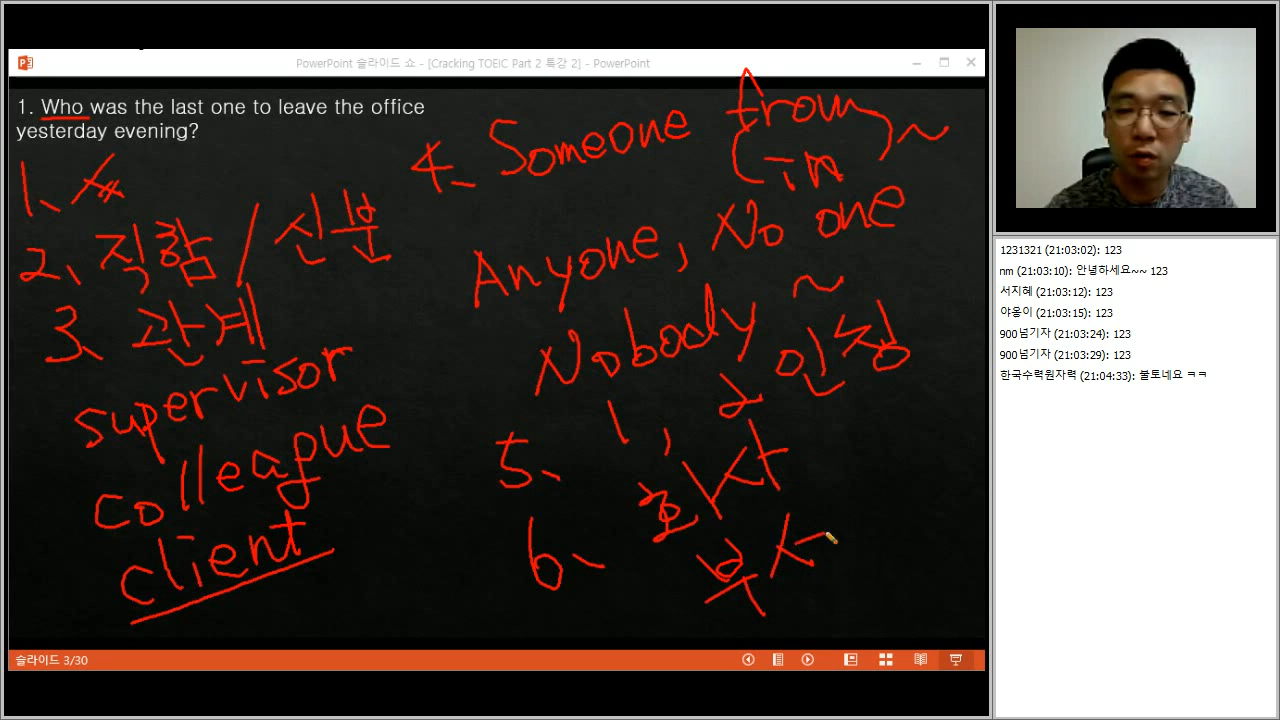 PowerPoint 슬라이드 쇼 - [Cracking TOEIC Part 2 특강 2] - PowerPoint
1. Who was the last one to leave the office
yesterday evening?
1.
2. 직함 / 신분
3. 관계
supervisor
colleague
client
4. Someone from ~
(in)
Anyone, No one
Nobody ~
5. 1, 2 인칭
회사
6. 부서
슬라이드 3/30
1231321 (21:03:02): 123
nm (21:03:10): 안녕하세요~~ 123
서지혜 (21:03:12): 123
야옹이 (21:03:15): 123
900넘기자 (21:03:24): 123
900넘기자 (21:03:29): 123
한국수력원자력 (21:04:33): 불토네요 ㅋㅋ